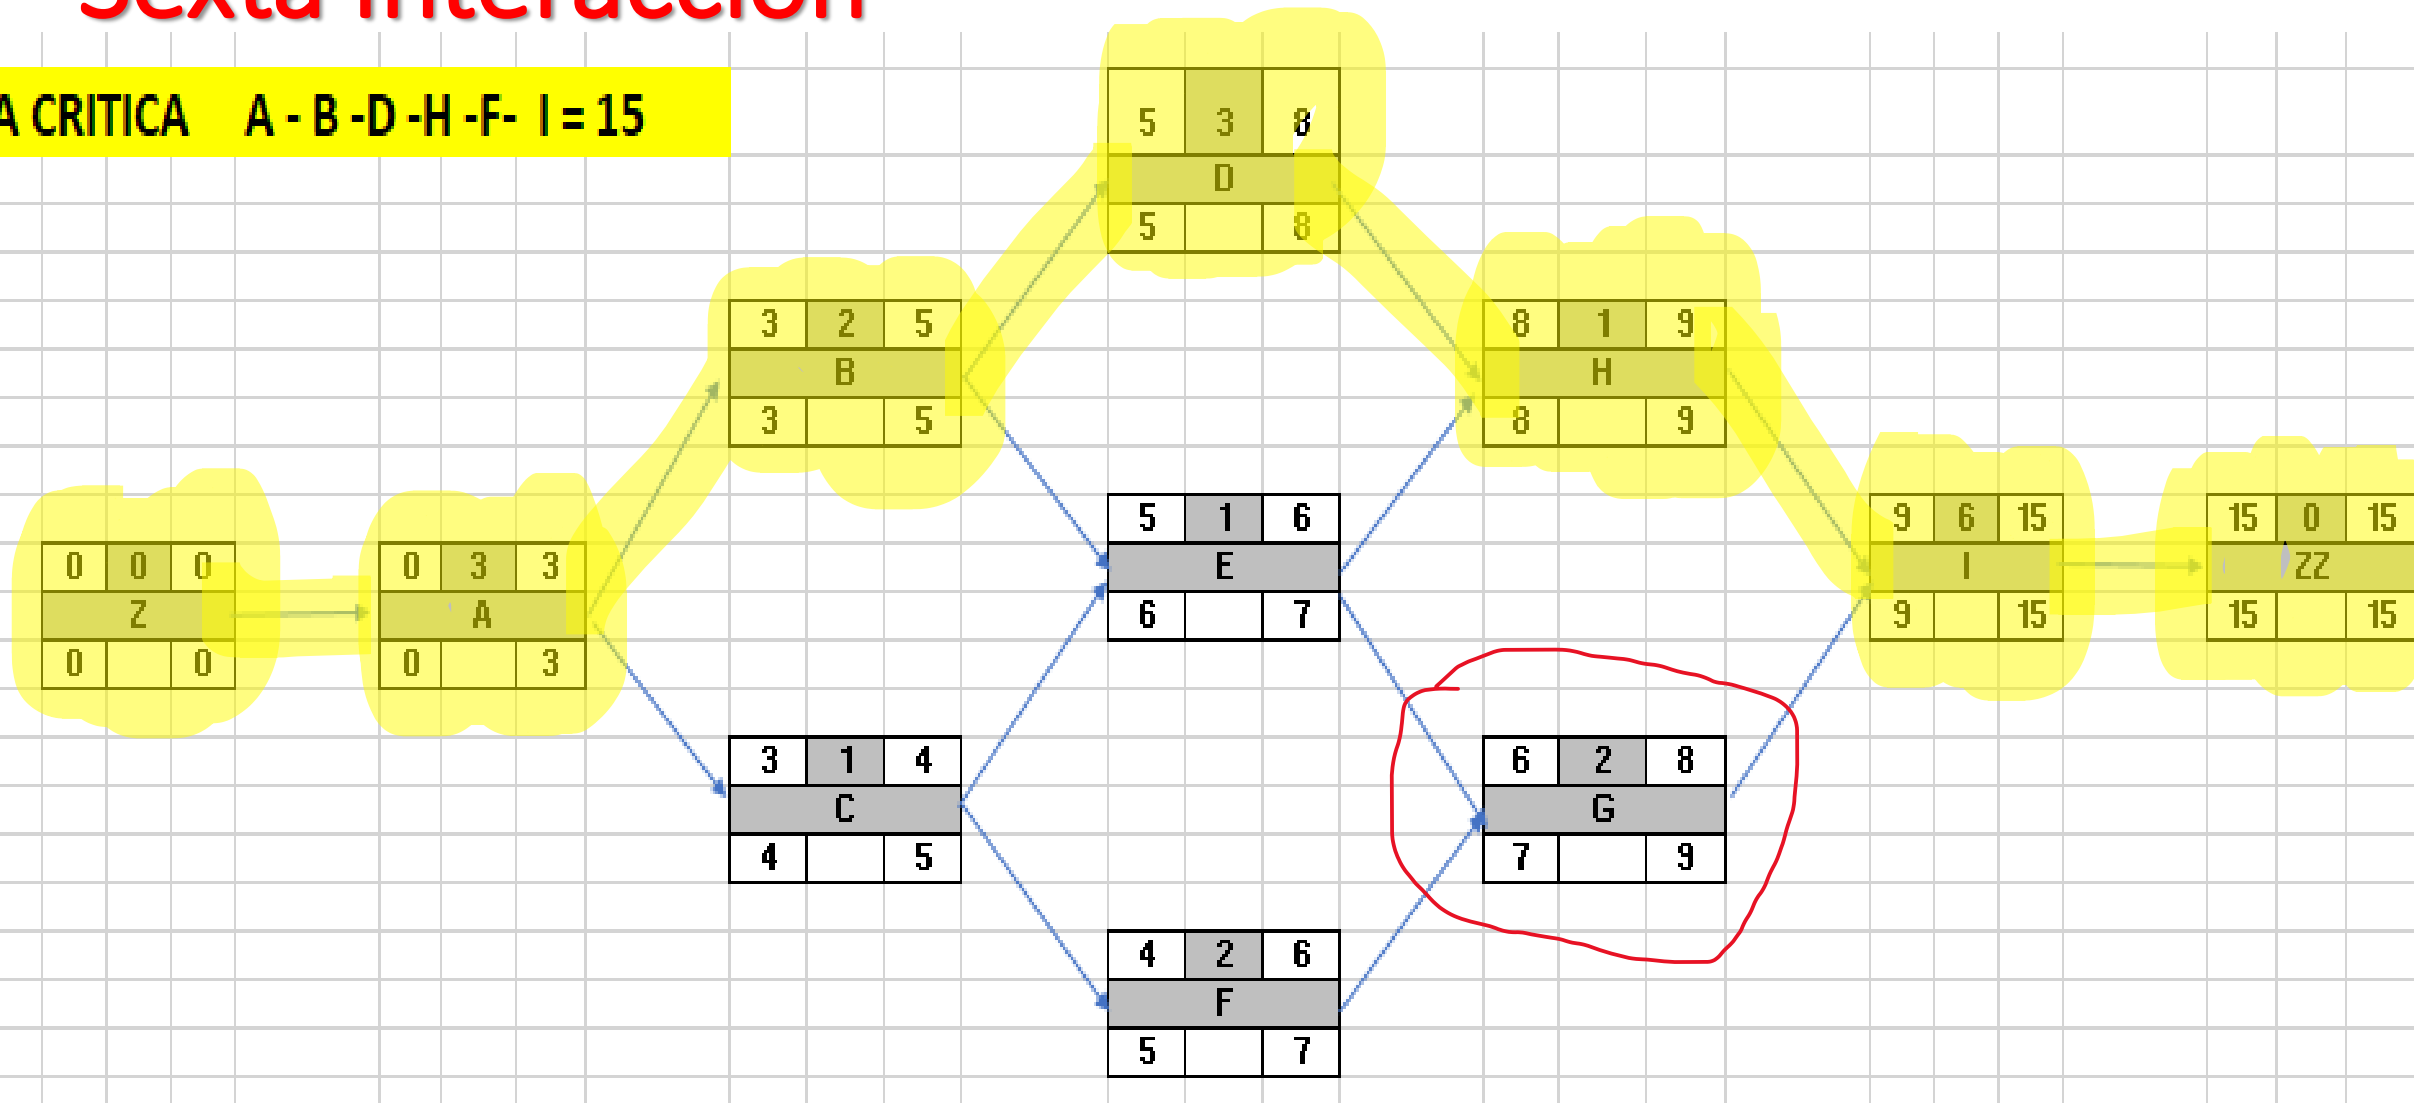 Sexta Interacción
A CRITICA A - B -D -H -F- I = 15
5 3 8
D
5 8
3 2 5
B
3 5
8 1 9
H
8 9
5 1 6
E
6 7
9 6 15
I
9 15
15 0 15
ZZ
15 15
0 0 0
Z
0 0
0 3 3
A
0 3
3 1 4
C
4 5
6 2 8
G
7 9
4 2 6
F
5 7